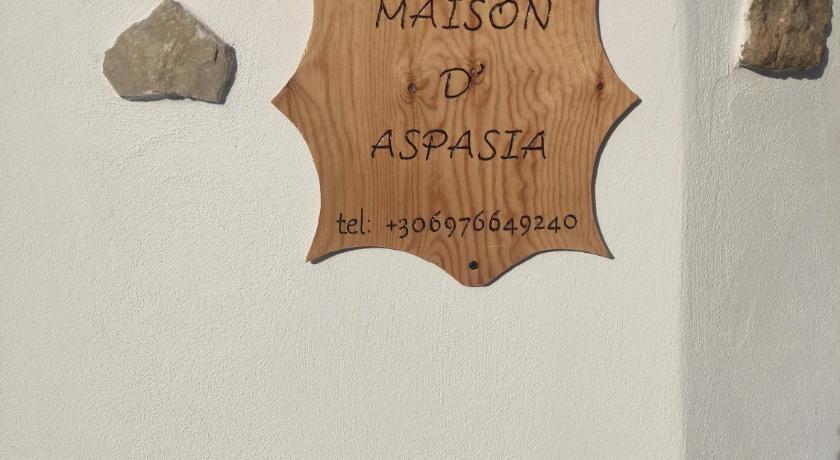 MAISON
D'
ASPASIA
tel: +306976649240